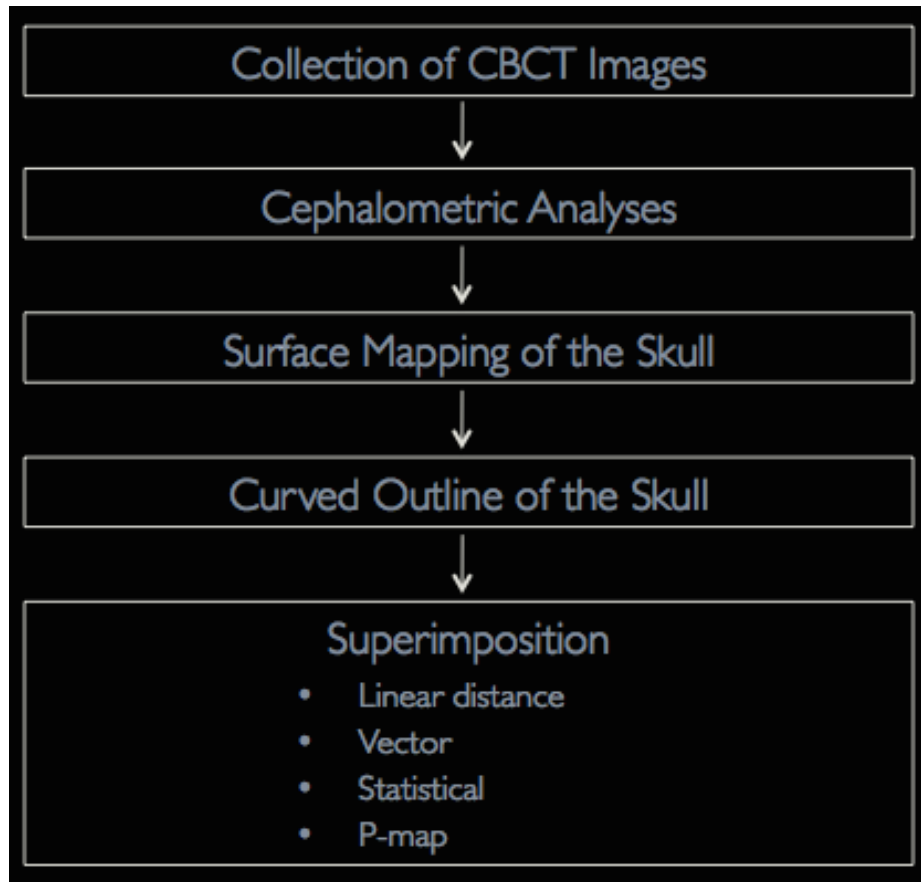 Collection of CBCT Images
Cephalometric Analyses
Surface Mapping of the Skull
Curved Outline of the Skull
Superimposition
• Linear distance
• Vector
• Statistical
• P-map